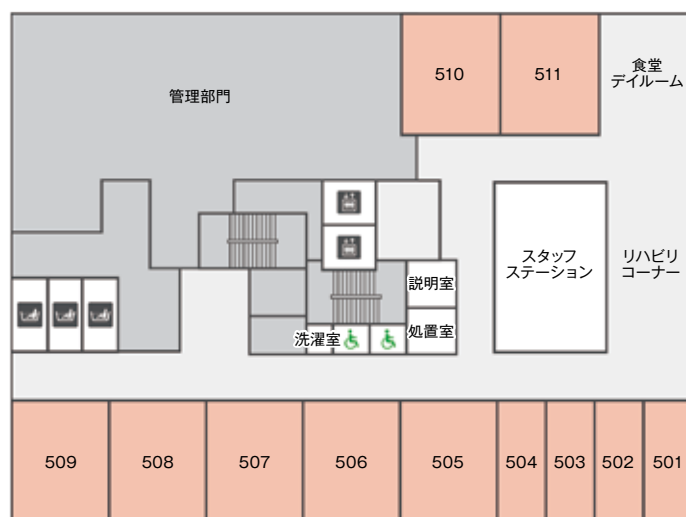 510
511
食堂
デイルーム
管理部門
スタッフ
ステーション
リハビリ
コーナー
説明室
処置室
洗濯室
509
508
507
506
505
504
503
502
501